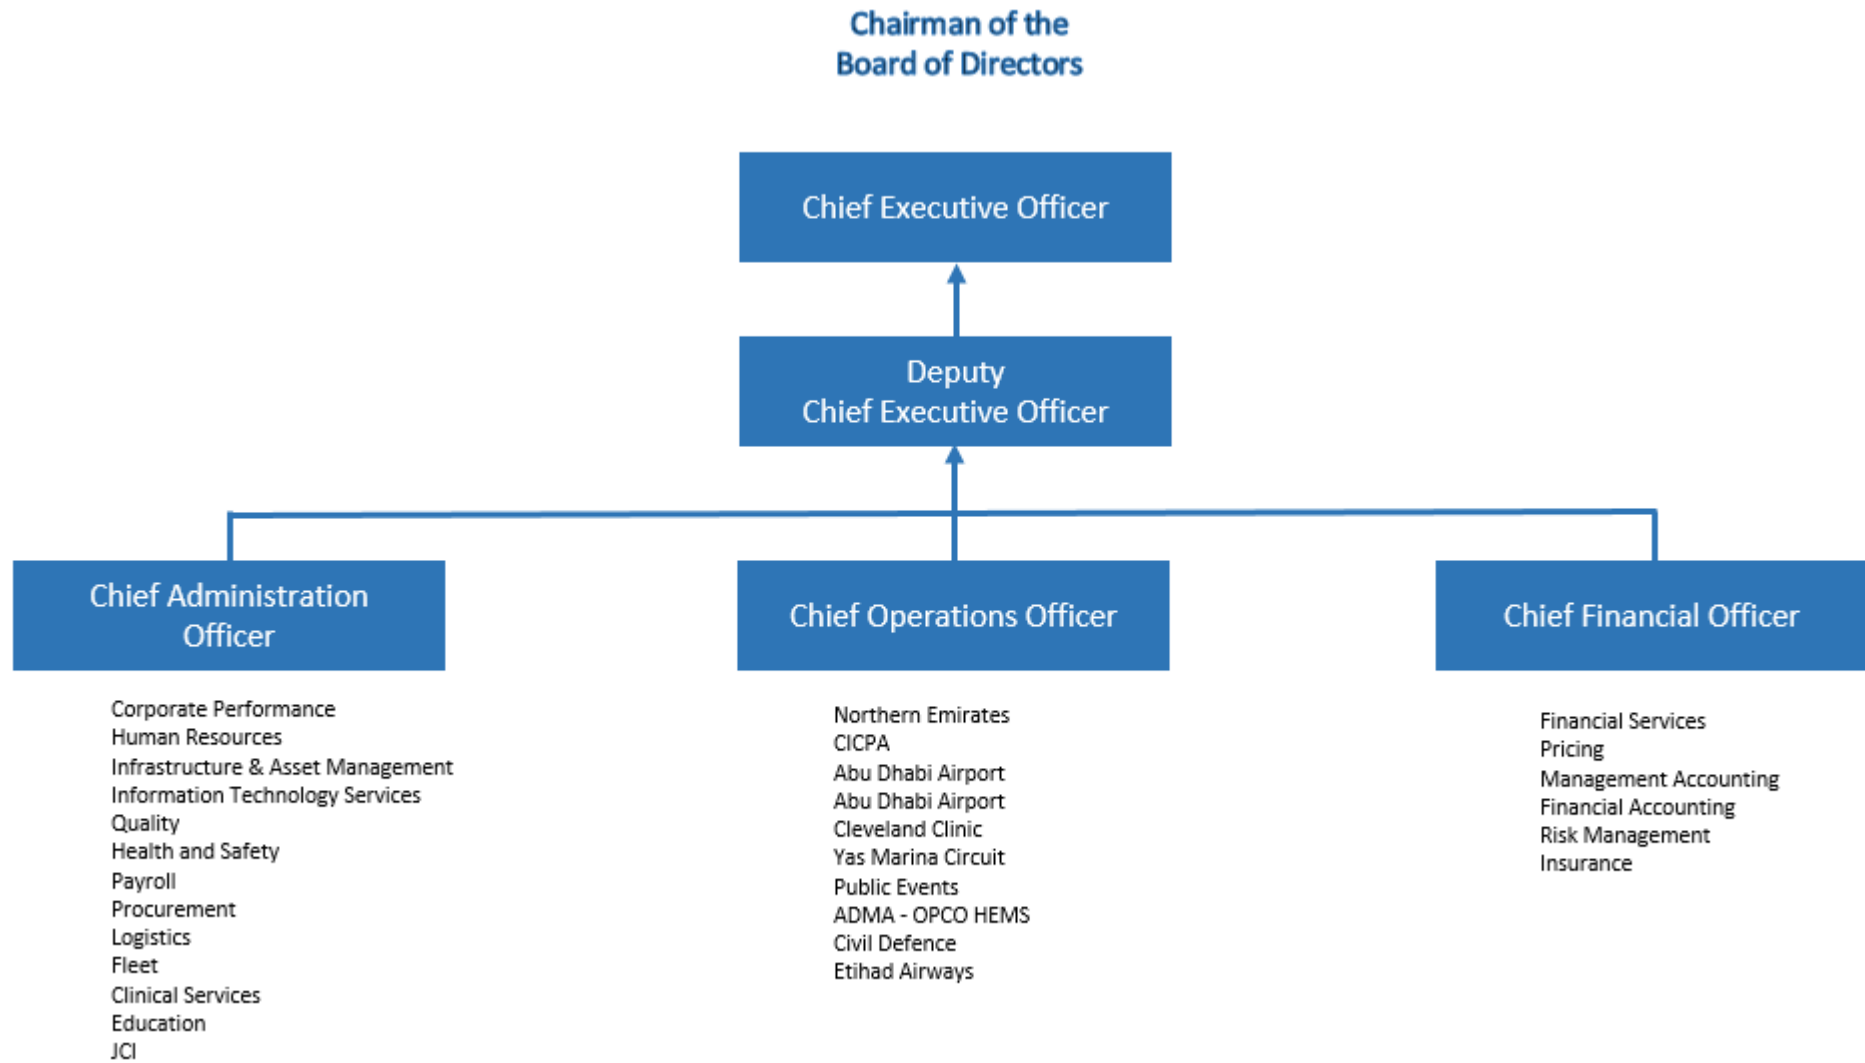 Chairman of the
Board of Directors
Chief Executive Officer
Deputy
Chief Executive Officer
Chief Administration
Officer
Corporate Performance
Human Resources
Infrastructure & Asset Management
Information Technology Services
Quality
Health and Safety
Payroll
Procurement
Logistics
Fleet
Clinical Services
Education
JCI
Chief Operations Officer
Northern Emirates
CICPA
Abu Dhabi Airport
Abu Dhabi Airport
Cleveland Clinic
Yas Marina Circuit
Public Events
ADMA - OPCO HEMS
Civil Defence
Etihad Airways
Chief Financial Officer
Financial Services
Pricing
Management Accounting
Financial Accounting
Risk Management
Insurance